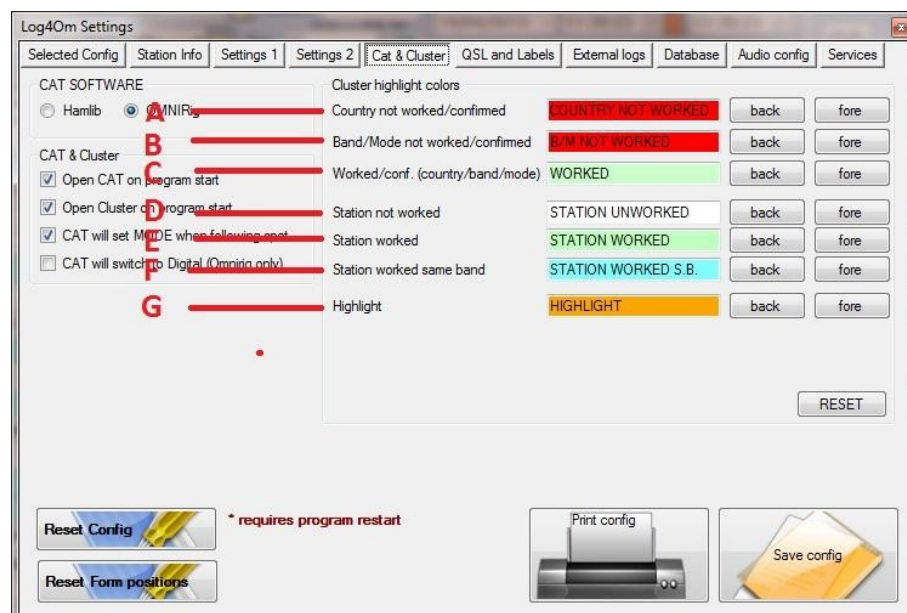 Log4Om Settings
Selected Config Station Info Settings 1 Settings 2 Cat & Cluster QSL and Labels External logs Database Audio config Services
CAT SOFTWARE
Hamlib OMNIRig
CAT & Cluster
Open CAT on program start
Open Cluster on program start
CAT will set MODE when following spot
CAT will switch to Digital (Omnirig only)
A
B
C
D
E
F
G
Cluster highlight colors
Country not worked/confirmed COUNTRY NOT WORKED back fore
Band/Mode not worked/confirmed B/M NOT WORKED back fore
Worked/conf. (country/band/mode) WORKED back fore
Station not worked STATION UNWORKED back fore
Station worked STATION WORKED back fore
Station worked same band STATION WORKED S.B. back fore
Highlight HIGHLIGHT back fore
RESET
Reset Config
* requires program restart
Reset Form positions
Print config
Save config